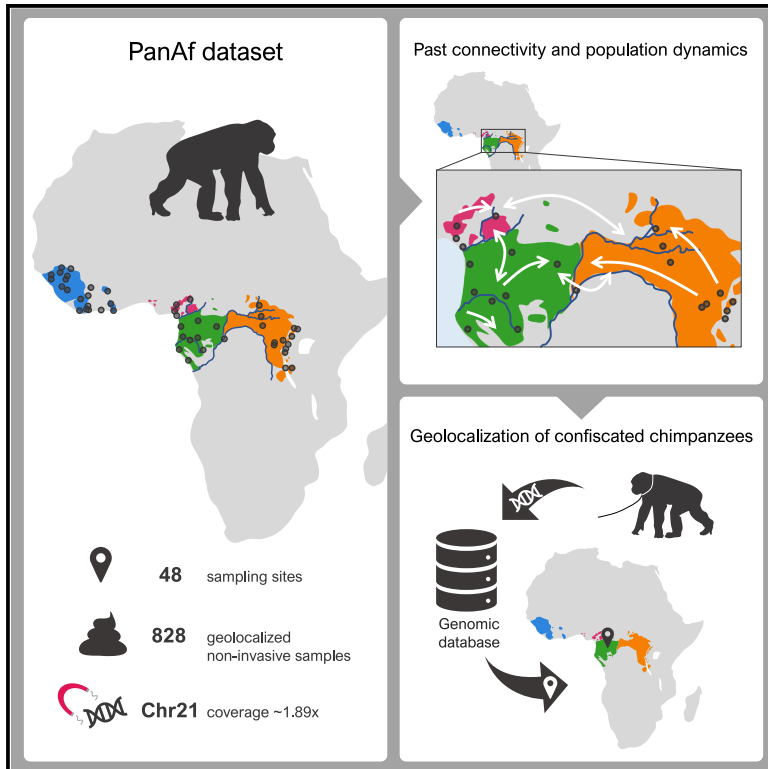 PanAf dataset
48 sampling sites
828 geolocalized
non-invasive samples
Chr21 coverage ~1.89x
Past connectivity and population dynamics
Geolocalization of confiscated chimpanzees
Genomic
database